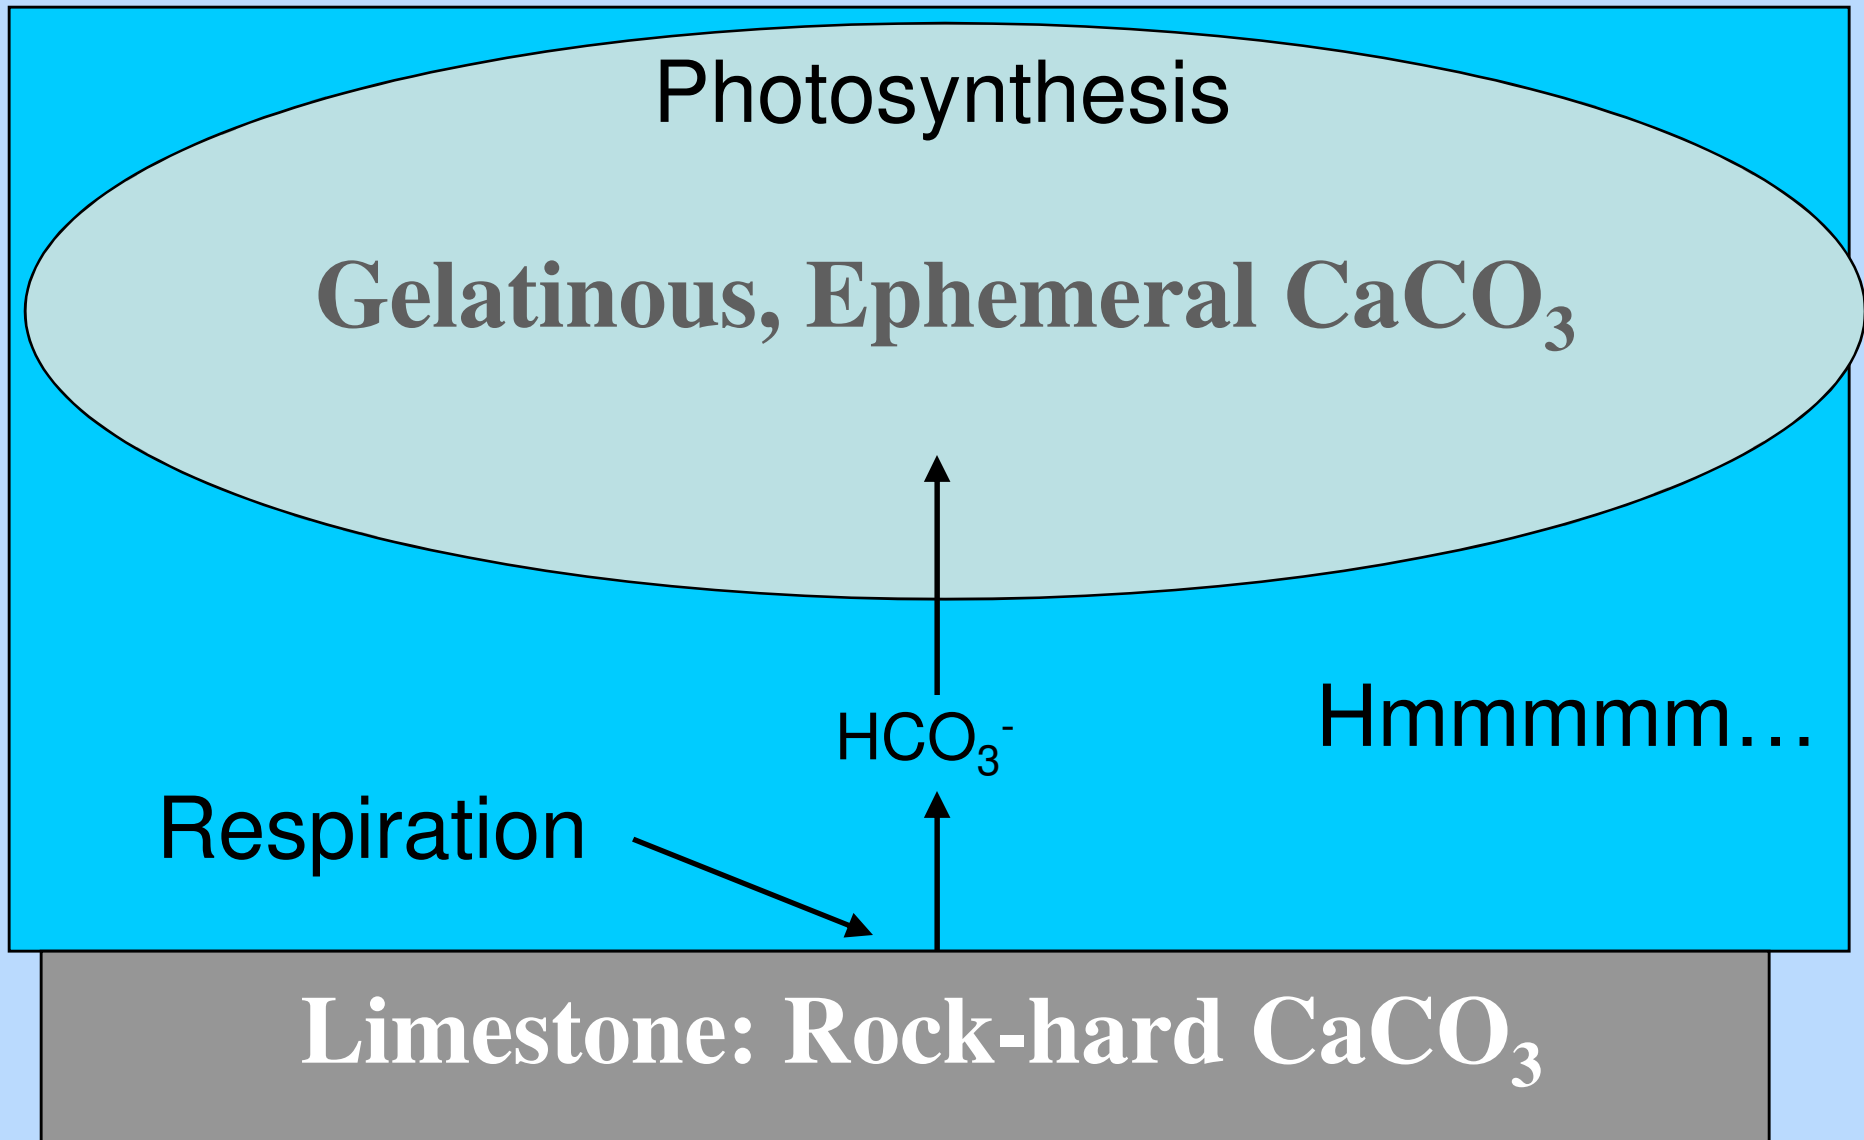 Photosynthesis
Gelatinous, Ephemeral CaCO₃
HCO₃⁻
Hmmmmm…
Respiration
Limestone: Rock-hard CaCO₃